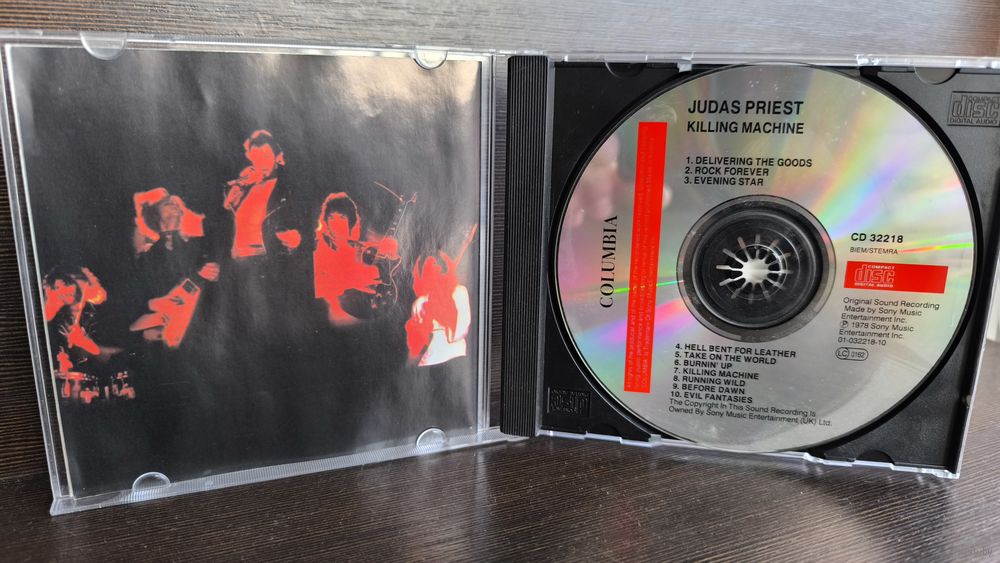 JUDAS PRIEST
KILLING MACHINE
1. DELIVERING THE GOODS
2. ROCK FOREVER
3. EVENING STAR
COLUMBIA
CD 32218
BIEM/STEMRA
COMPACT
disc
DIGITAL AUDIO
Original Sound Recording
Made by Sony Music
Entertainment Inc.
Ⓟ 1978 Sony Music
Entertainment Inc.
01-032218-10
LC 0162
4. HELL BENT FOR LEATHER
5. TAKE ON THE WORLD
6. BURNIN' UP
7. KILLING MACHINE
8. RUNNING WILD
9. BEFORE DAWN
10. EVIL FANTASIES
The Copyright In This Sound Recording Is
Owned By Sony Music Entertainment (UK) Ltd.
disc
DIGITAL AUDIO